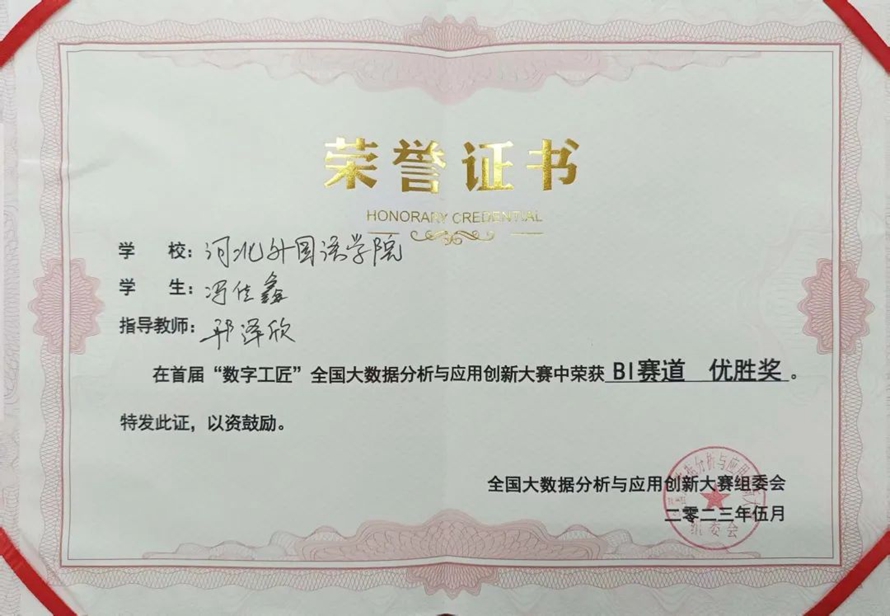 荣誉证书
HONORARY CREDENTIAL
学 校：河北外国语学院
学 生：冯佳鑫
指导教师：邢泽欣
在首届“数字工匠”全国大数据分析与应用创新大赛中荣获 BI赛道 优胜奖 。
特发此证，以资鼓励。
全国大数据分析与应用创新大赛组委会
二零二三年伍月